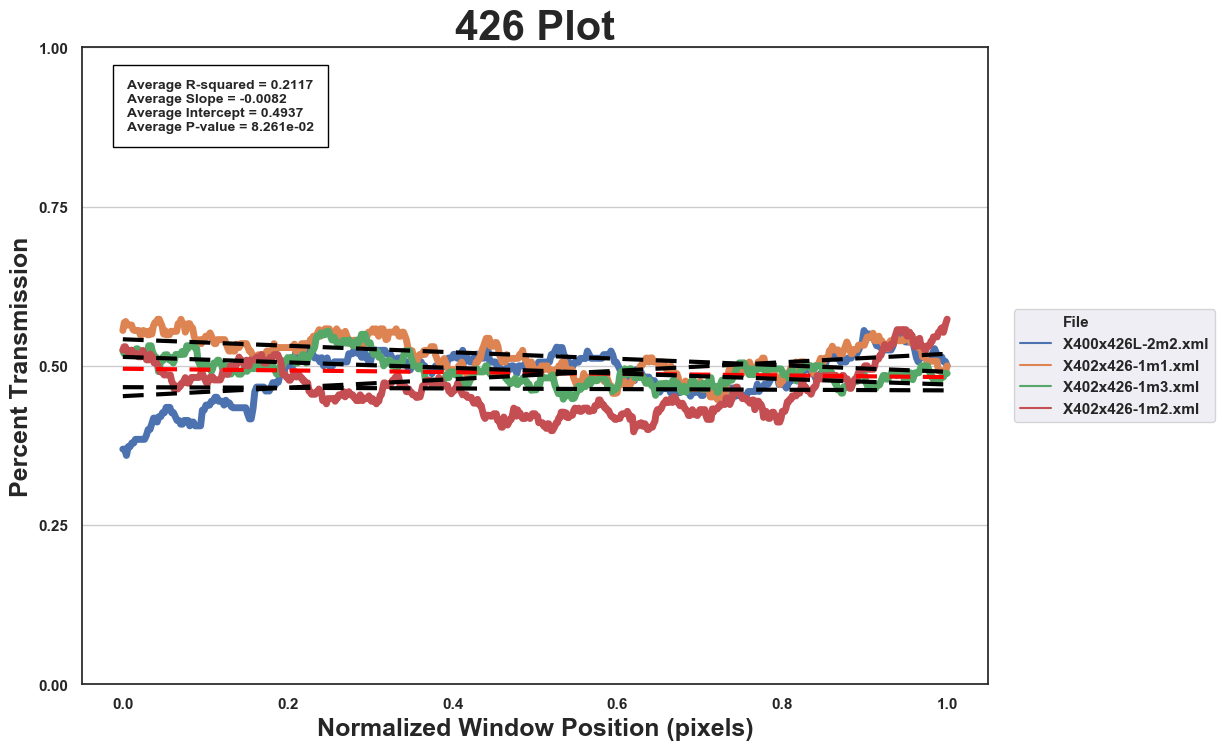 426 Plot
1.00
0.75
0.50
0.25
0.00
Percent Transmission
Average R-squared = 0.2117
Average Slope = -0.0082
Average Intercept = 0.4937
Average P-value = 8.261e-02
0.0 0.2 0.4 0.6 0.8 1.0
Normalized Window Position (pixels)
File
X400x426L-2m2.xml
X402x426-1m1.xml
X402x426-1m3.xml
X402x426-1m2.xml